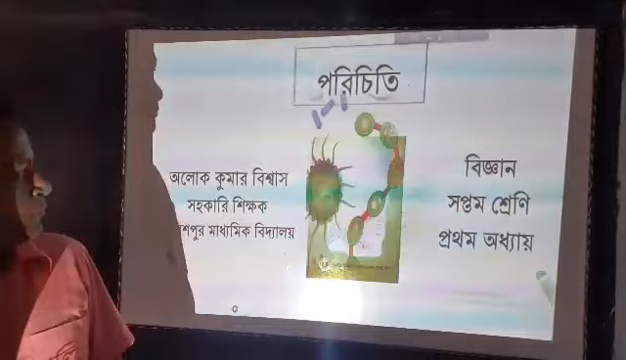 পরিচিতি
অলোক কুমার বিশ্বাস
সহকারি শিক্ষক
মাধ্যমিক বিদ্যালয়
বিজ্ঞান
সপ্তম শ্রেণি
প্রথম অধ্যায়